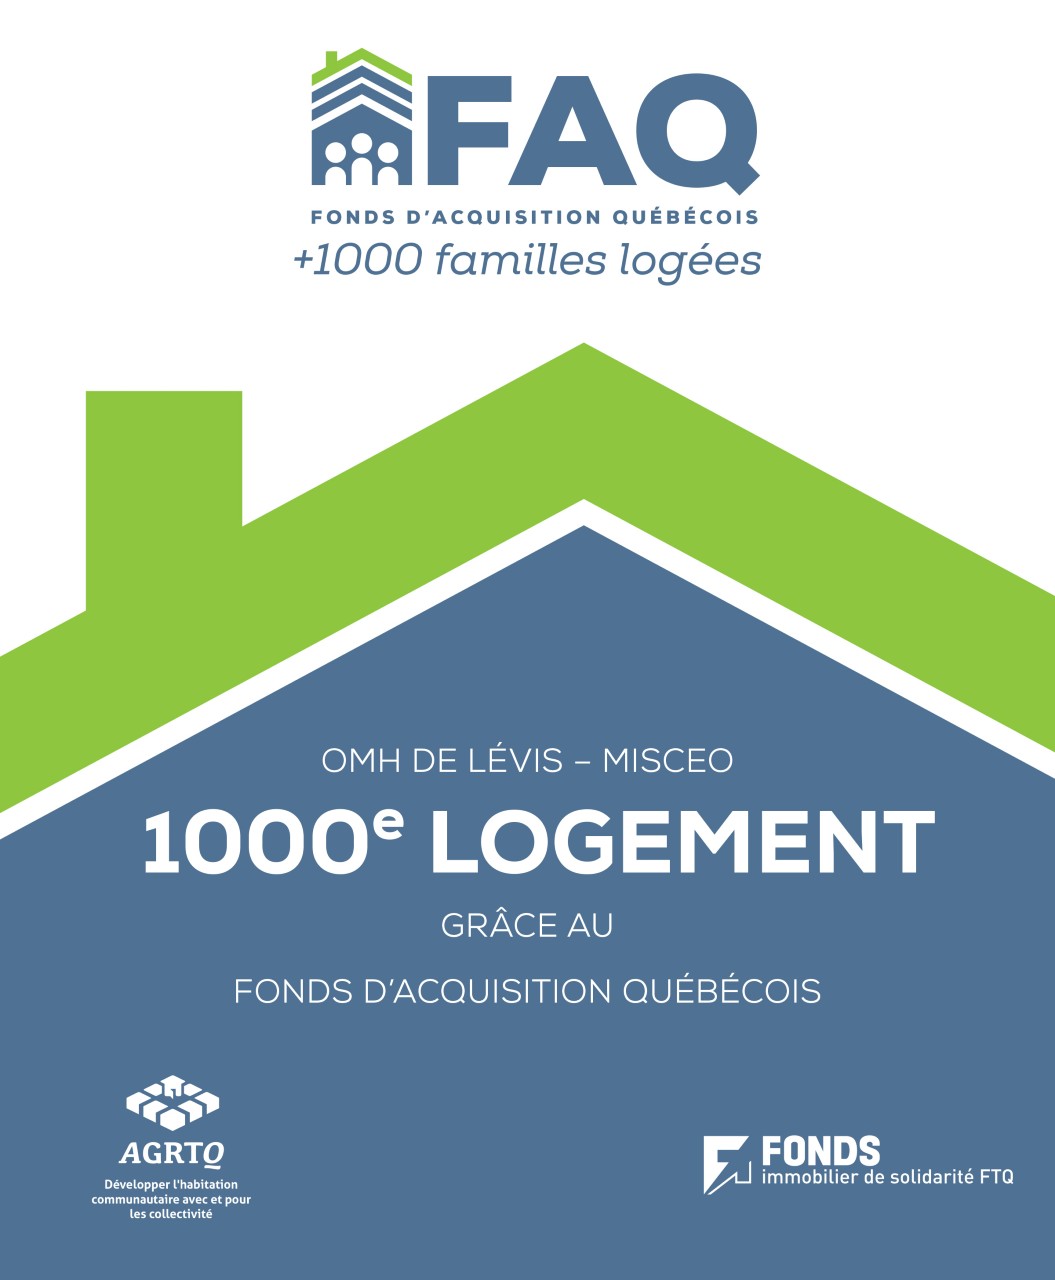 FAQ
FONDS D'ACQUISITION QUÉBÉCOIS
+1000 familles logées
OMH DE LÉVIS – MISCEO
1000e LOGEMENT
GRÂCE AU
FONDS D'ACQUISITION QUÉBÉCOIS
AGRTQ
Développer l'habitation
communautaire avec et pour
les collectivité
FONDS
immobilier de solidarité FTQ